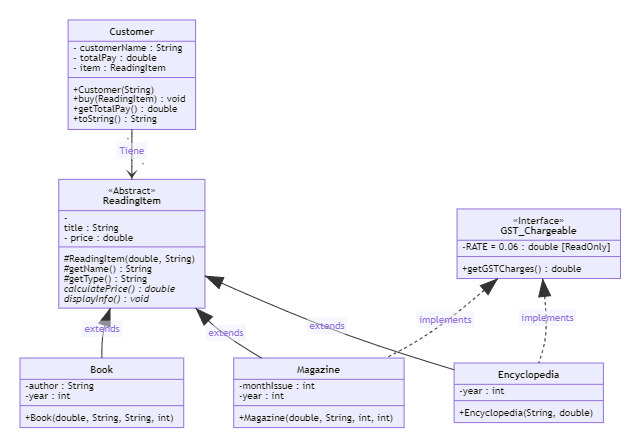 Customer
- customerName : String
- totalPay : double
- item : ReadingItem
+Customer(String)
+buy(ReadingItem) : void
+getTotalPay() : double
+toString() : String
Tiene
«Abstract»
ReadingItem
-
title : String
- price : double
#ReadingItem(double, String)
#getName() : String
#getType() : String
calculatePrice() : double
displayInfo() : void
«Interface»
GST_Chargeable
-RATE = 0.06 : double [ReadOnly]
+getGSTCharges() : double
extends
extends
extends
implements
implements
Book
-author : String
-year : int
+Book(double, String, String, int)
Magazine
-monthIssue : int
-year : int
+Magazine(double, String, int, int)
Encyclopedia
-year : int
+Encyclopedia(String, double)